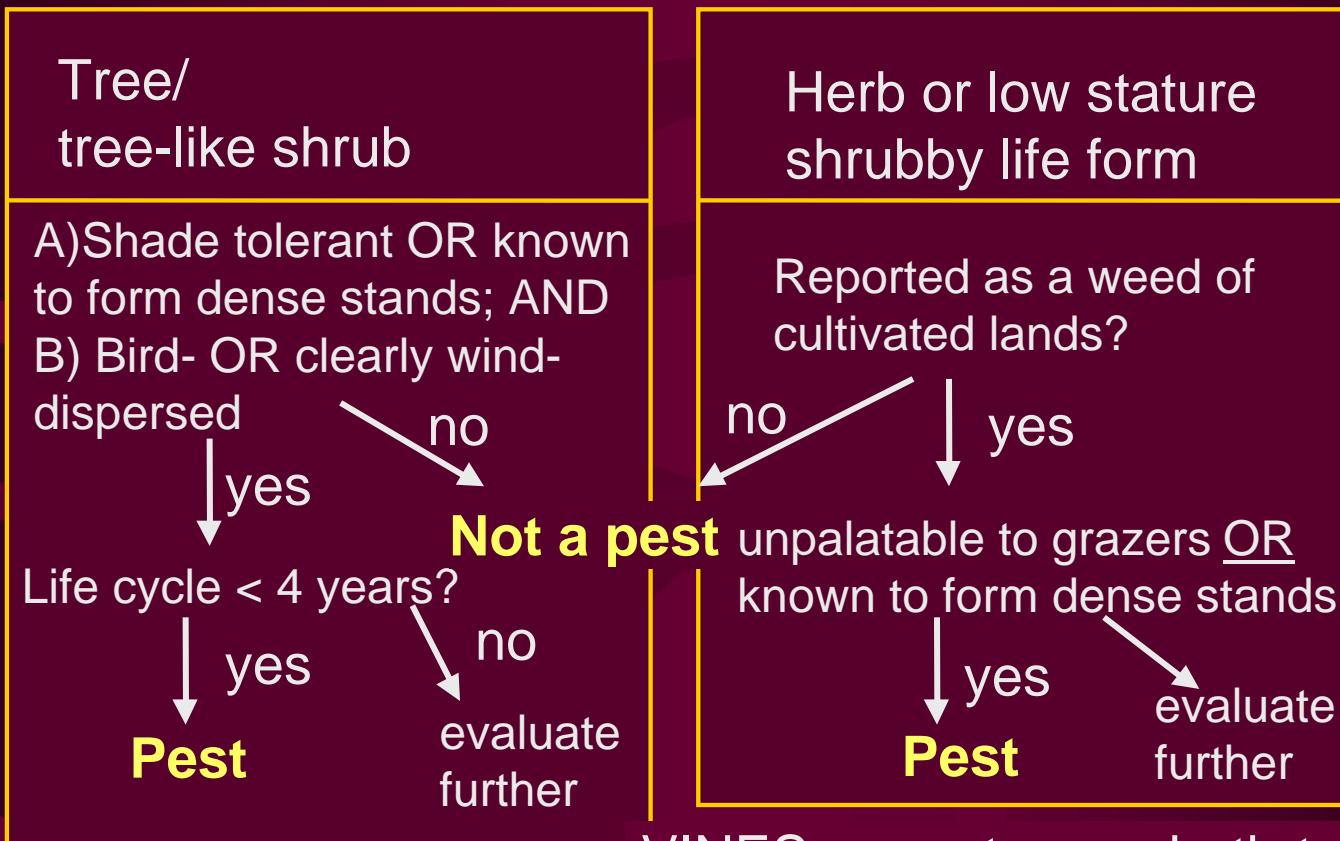 Tree/
tree-like shrub
A)Shade tolerant OR known
to form dense stands; AND
B) Bird- OR clearly wind-
dispersed
no
yes
Life cycle < 4 years?
yes
no
Pest
evaluate
further
Not a pest
Herb or low stature
shrubby life form
Reported as a weed of
cultivated lands?
no
yes
unpalatable to grazers OR
known to form dense stands
yes
Pest
evaluate
further